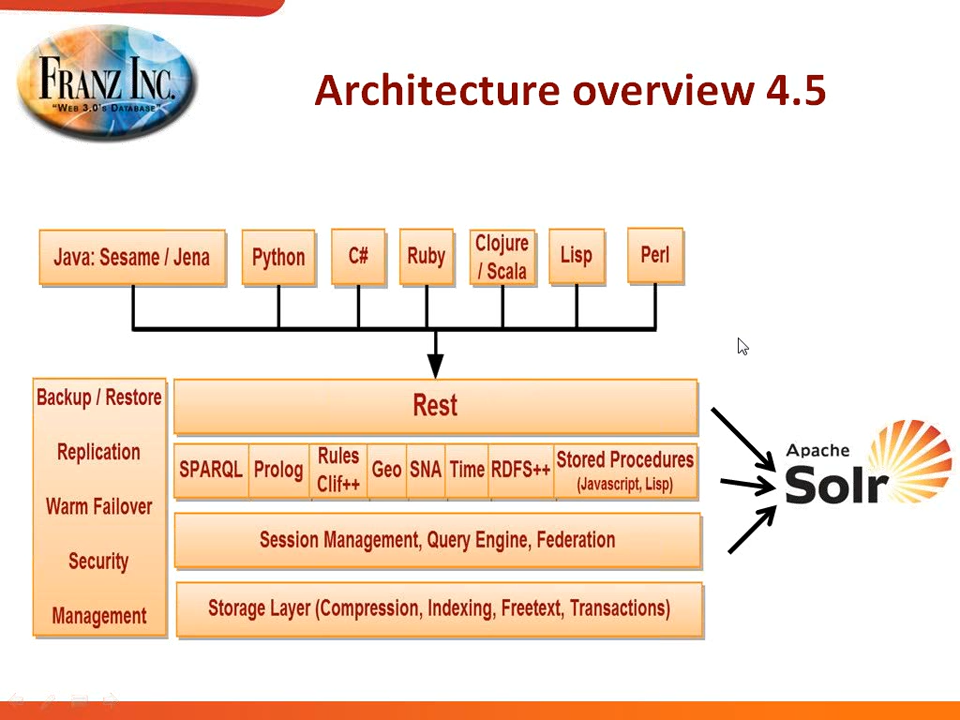 FRANZ INC.
"WEB 3.0'S DATABASE"
Architecture overview 4.5
Java: Sesame / Jena
Python
C#
Ruby
Clojure
/ Scala
Lisp
Perl
Backup / Restore
Replication
Warm Failover
Security
Management
Rest
SPARQL
Prolog
Rules
Clif++
Geo
SNA
Time
RDFS++
Stored Procedures
(Javascript, Lisp)
Session Management, Query Engine, Federation
Storage Layer (Compression, Indexing, Freetext, Transactions)
Apache
Solr